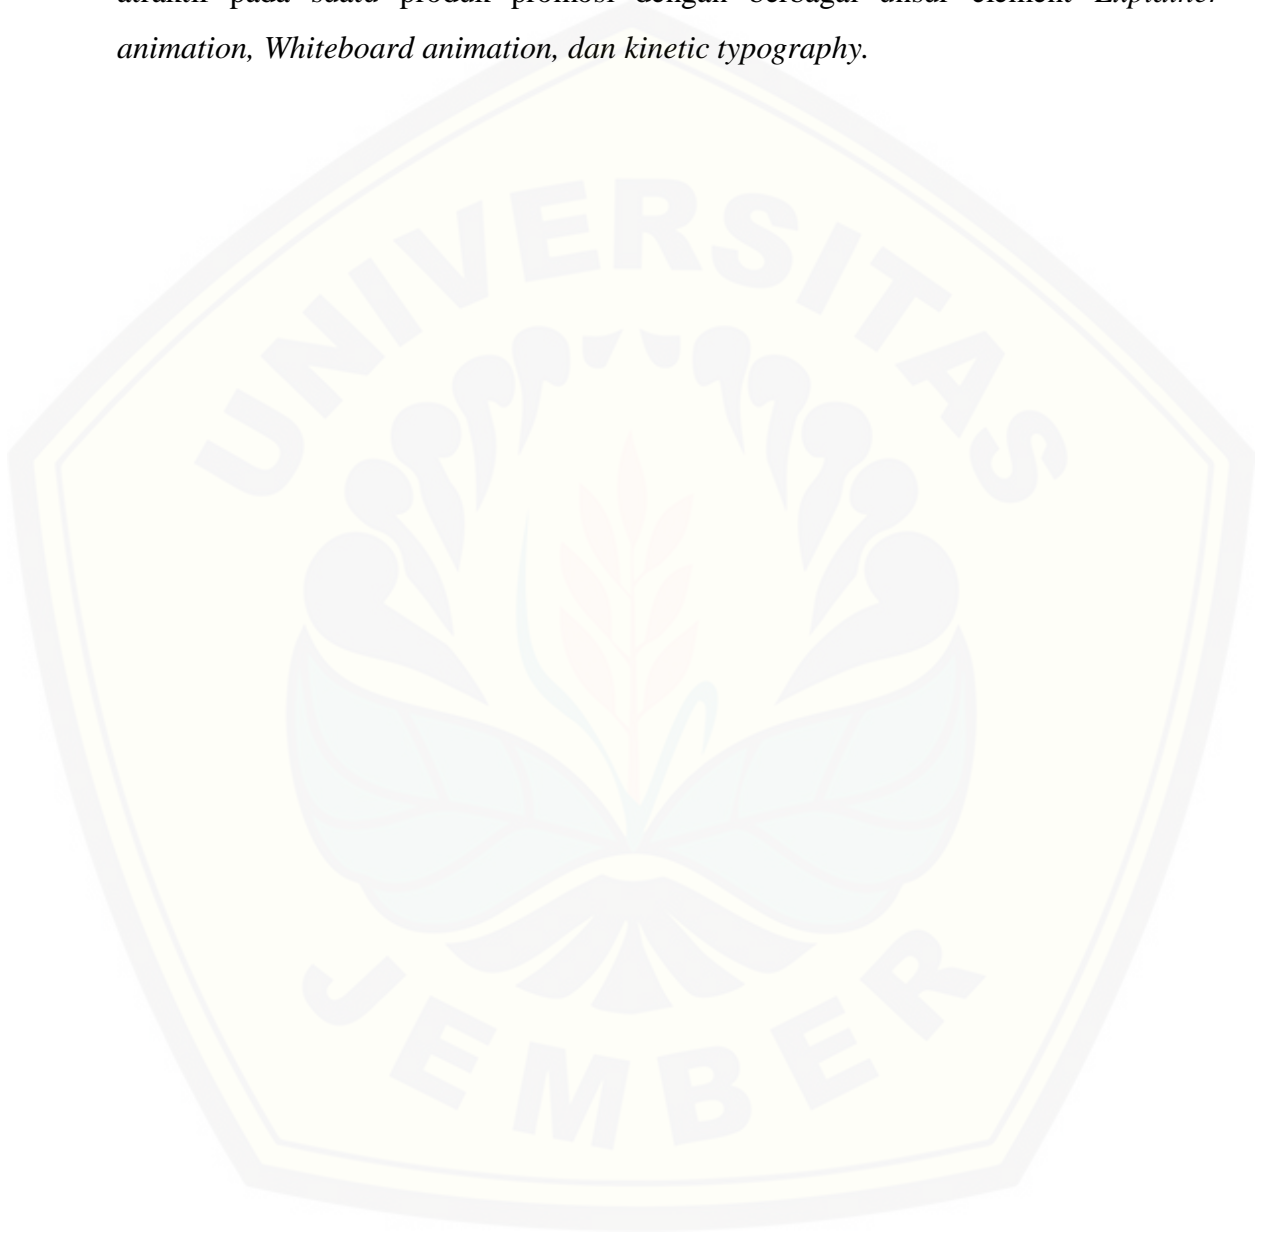 atraktif pada suatu produk promosi dengan berbagai unsur element Explainer
animation, Whiteboard animation, dan kinetic typography.
UNIVERSITAS
JEMBER